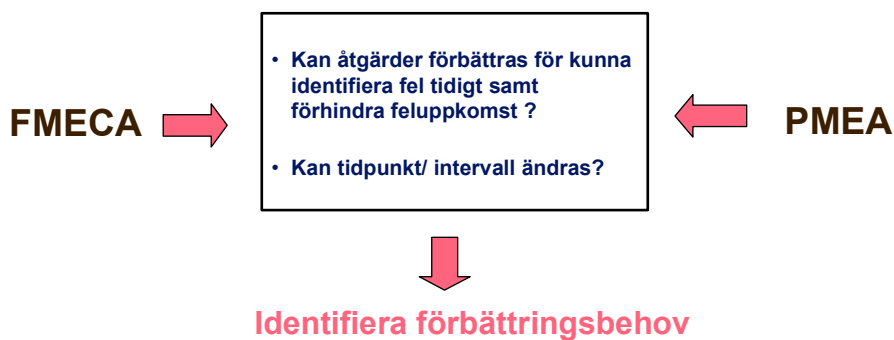 FMECA
• Kan åtgärder förbättras för kunna
identifiera fel tidigt samt
förhindra feluppkomst ?
• Kan tidpunkt/ intervall ändras?
PMEA
Identifiera förbättringsbehov